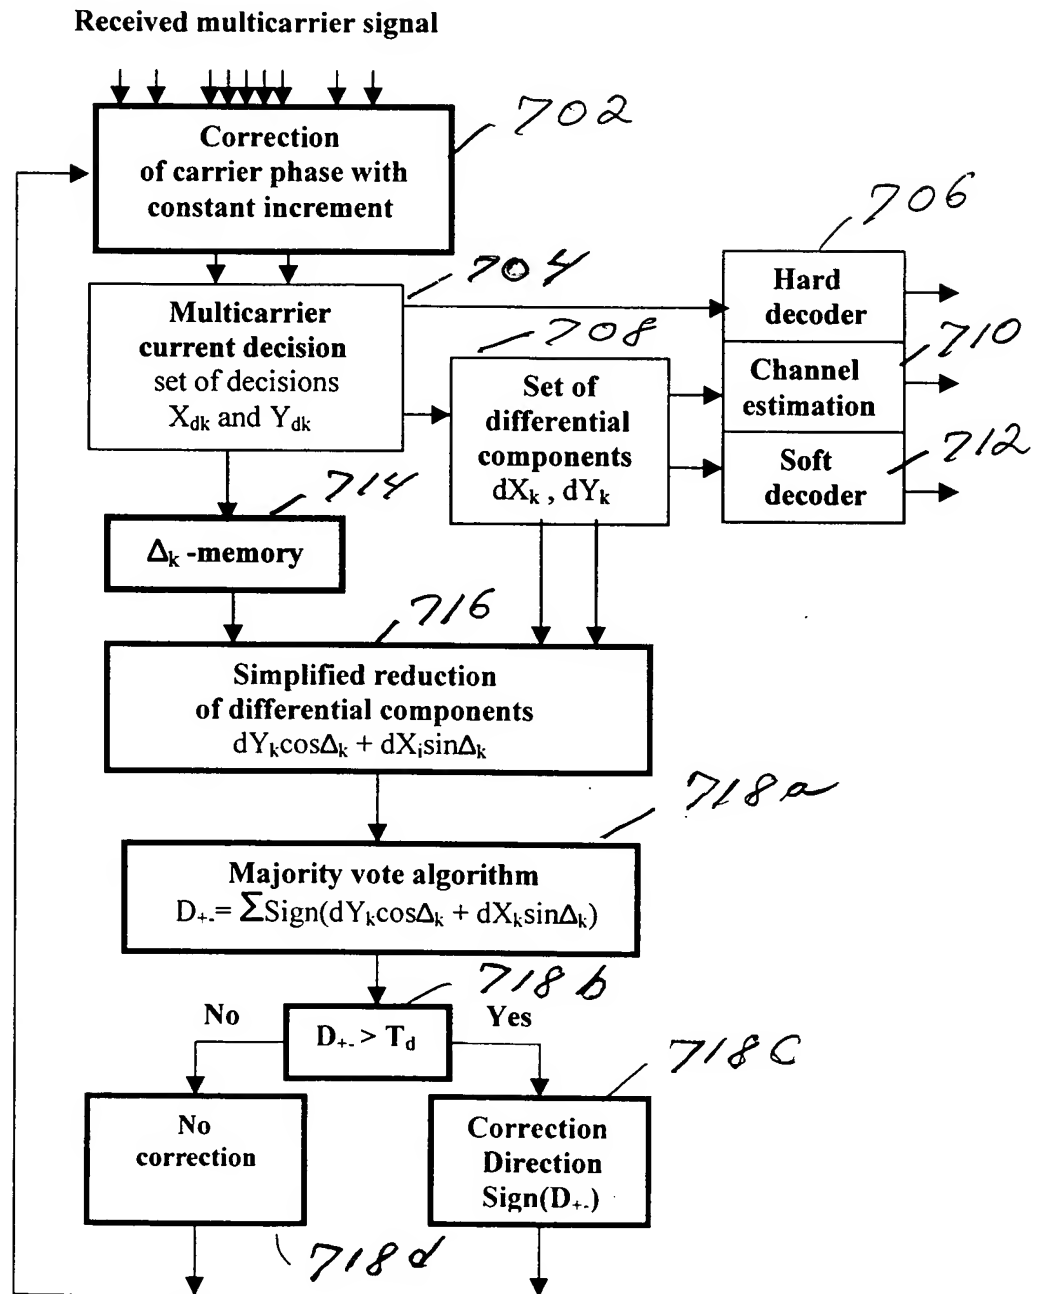 Received multicarrier signal
702
Correction
of carrier phase with
constant increment
706
704
Multicarrier
current decision
set of decisions
Xdk and Ydk
Hard
decoder
708
710
Set of
differential
components
dXk , dYk
Channel
estimation
712
Soft
decoder
714
Δk -memory
716
Simplified reduction
of differential components
dYkcosΔk + dXisinΔk
718a
Majority vote algorithm
D+-= ΣSign(dYkcosΔk + dXksinΔk)
718b
No
D+-> Td
Yes
718c
No
correction
Correction
Direction
Sign(D+-)
718d